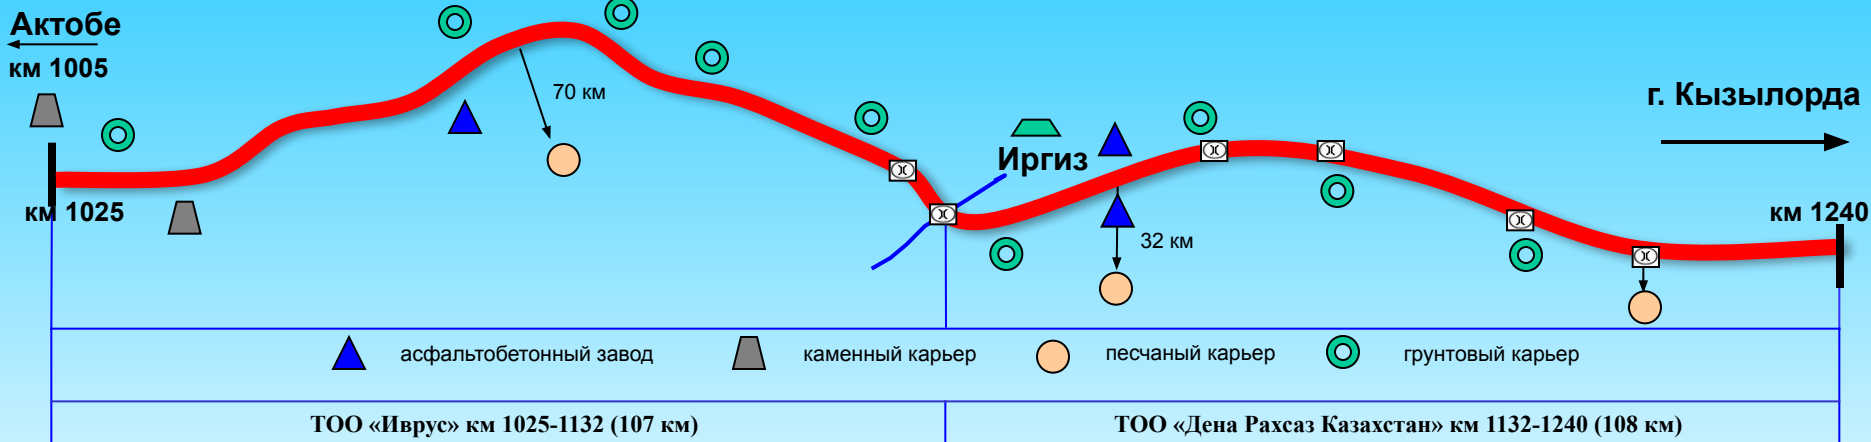 Актобе
км 1005
70 км
г. Кызылорда
Иргиз
км 1025
км 1240
32 км
асфальтобетонный завод
каменный карьер
песчаный карьер
грунтовый карьер
ТОО «Иврус» км 1025-1132 (107 км)
ТОО «Дена Рахсаз Казахстан» км 1132-1240 (108 км)